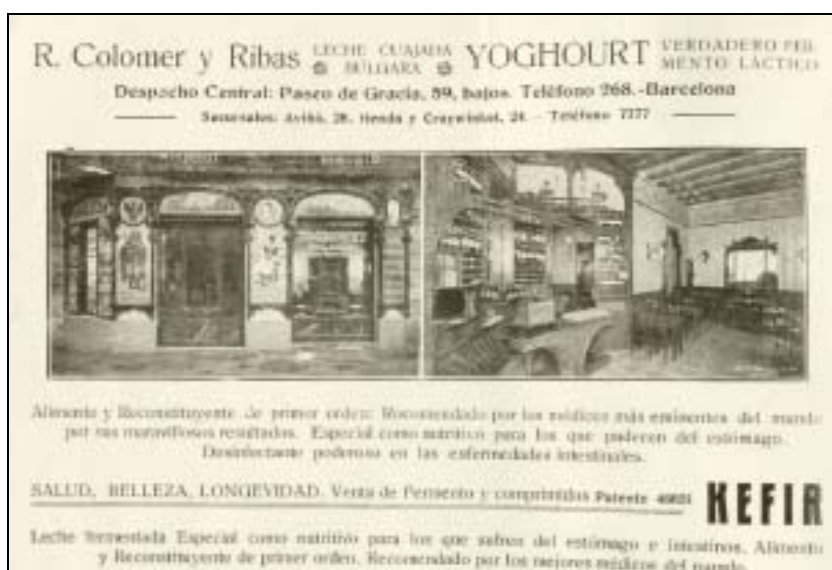 R. Colomer y Ribas LECHE CUAJADA BÚLGARA YOGHOURT VERDADERO FER-MENTO LÁCTICO
Despacho Central: Paseo de Gracia, 59, bajos. Teléfono 268.-Barcelona
Sucursales: Aviñó, 28, tienda y Teléfono 7777
Alimento y Reconstituyente de primer orden: Recomendado por los médicos más eminentes del mundo
por sus maravillosos resultados. Especial como nutritivo para los que padecen del estómago.
Desinfectante poderoso en las enfermedades intestinales.
SALUD, BELLEZA, LONGEVIDAD. Venta de Fermento y comprimidos Patente KEFIR
Leche fermentada Especial como nutritivo para los que sufren del estómago e intestinos. Alimento
y Reconstituyente de primer orden. Recomendado por los mejores médicos del mundo.